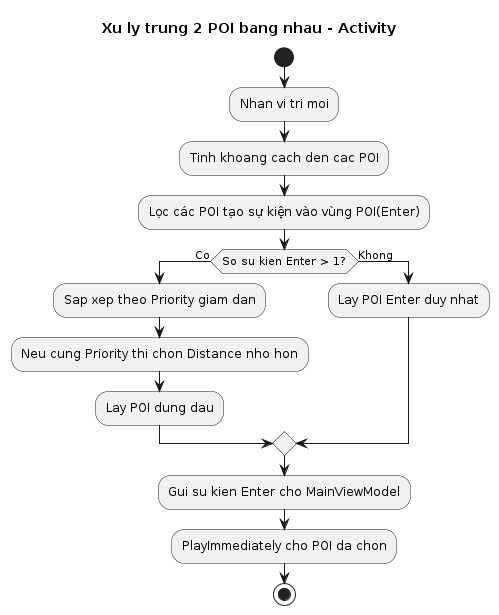 Xu ly trung 2 POI bang nhau - Activity
Nhan vi tri moi
Tinh khoang cach den cac POI
Lọc các POI tạo sự kiện vào vùng POI(Enter)
So su kien Enter > 1?
Co
Khong
Sap xep theo Priority giam dan
Lay POI Enter duy nhat
Neu cung Priority thi chon Distance nho hon
Lay POI dung dau
Gui su kien Enter cho MainViewModel
PlayImmediately cho POI da chon